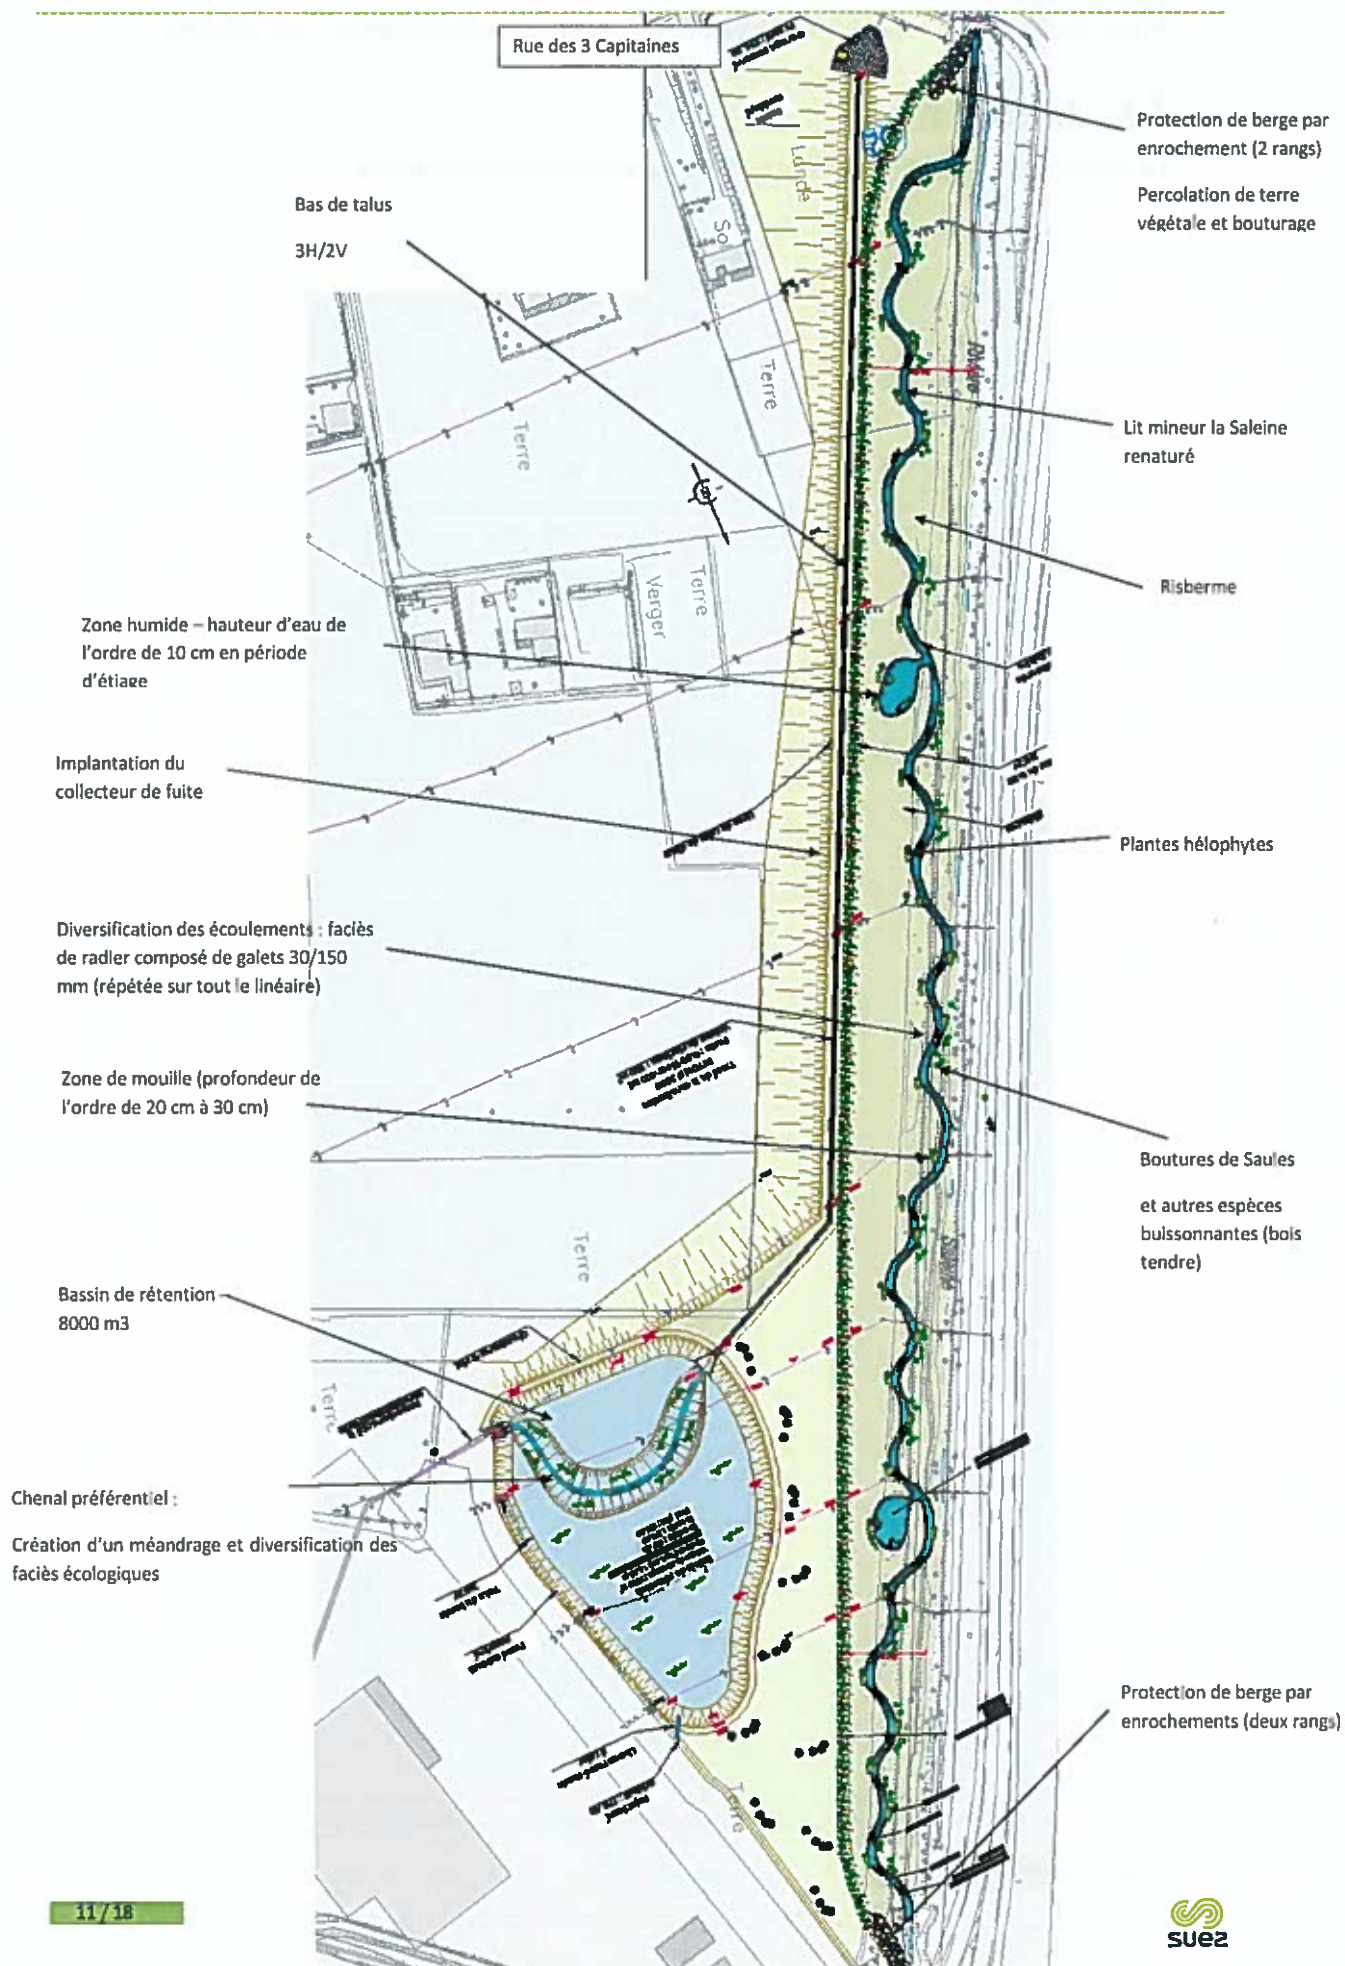 Rue des 3 Capitaines
Protection de berge par
enrochement (2 rangs)
Percolation de terre
végétale et bouturage
Bas de talus
3H/2V
Lande
So
Terre
Terre
Lit mineur la Saleine
renaturé
Risberme
Terre
Verger
Zone humide – hauteur d'eau de
l'ordre de 10 cm en période
d'étiage
Implantation du
collecteur de fuite
Plantes hélophytes
Diversification des écoulements : faciès
de radier composé de galets 30/150
mm (répétée sur tout le linéaire)
Zone de mouille (profondeur de
l'ordre de 20 cm à 30 cm)
Boutures de Saules
et autres espèces
buissonnantes (bois
tendre)
Terre
Bassin de rétention
8000 m3
Terre
Chenal préférentiel :
Création d'un méandrage et diversification des
faciès écologiques
Protection de berge par
enrochements (deux rangs)
Terre
11/18
suez